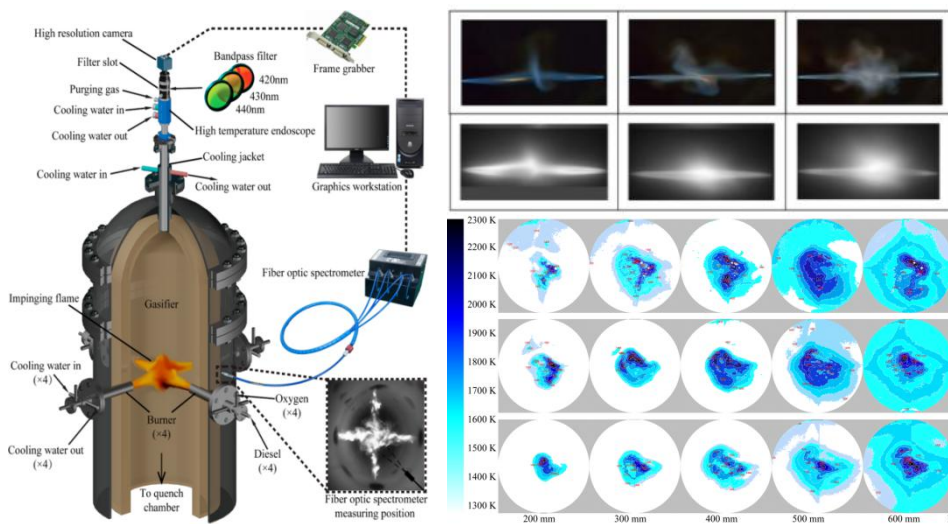 High resolution camera
Filter slot
Purging gas
Cooling water in
Cooling water out
Bandpass filter
420nm
430nm
440nm
High temperature endoscope
Frame grabber
Graphics workstation
Cooling jacket
Cooling water in
Cooling water out
Fiber optic spectrometer
Gasifier
Impinging flame
Cooling water in
(×4)
Burner
(×4)
Oxygen
(×4)
Cooling water out
(×4)
Diesel
(×4)
To quench
chamber
Fiber optic spectrometer
measuring position
2300 K
2200 K
2100 K
2000 K
1900 K
1800 K
1700 K
1600 K
1500 K
1400 K
1300 K
200 mm
300 mm
400 mm
500 mm
600 mm